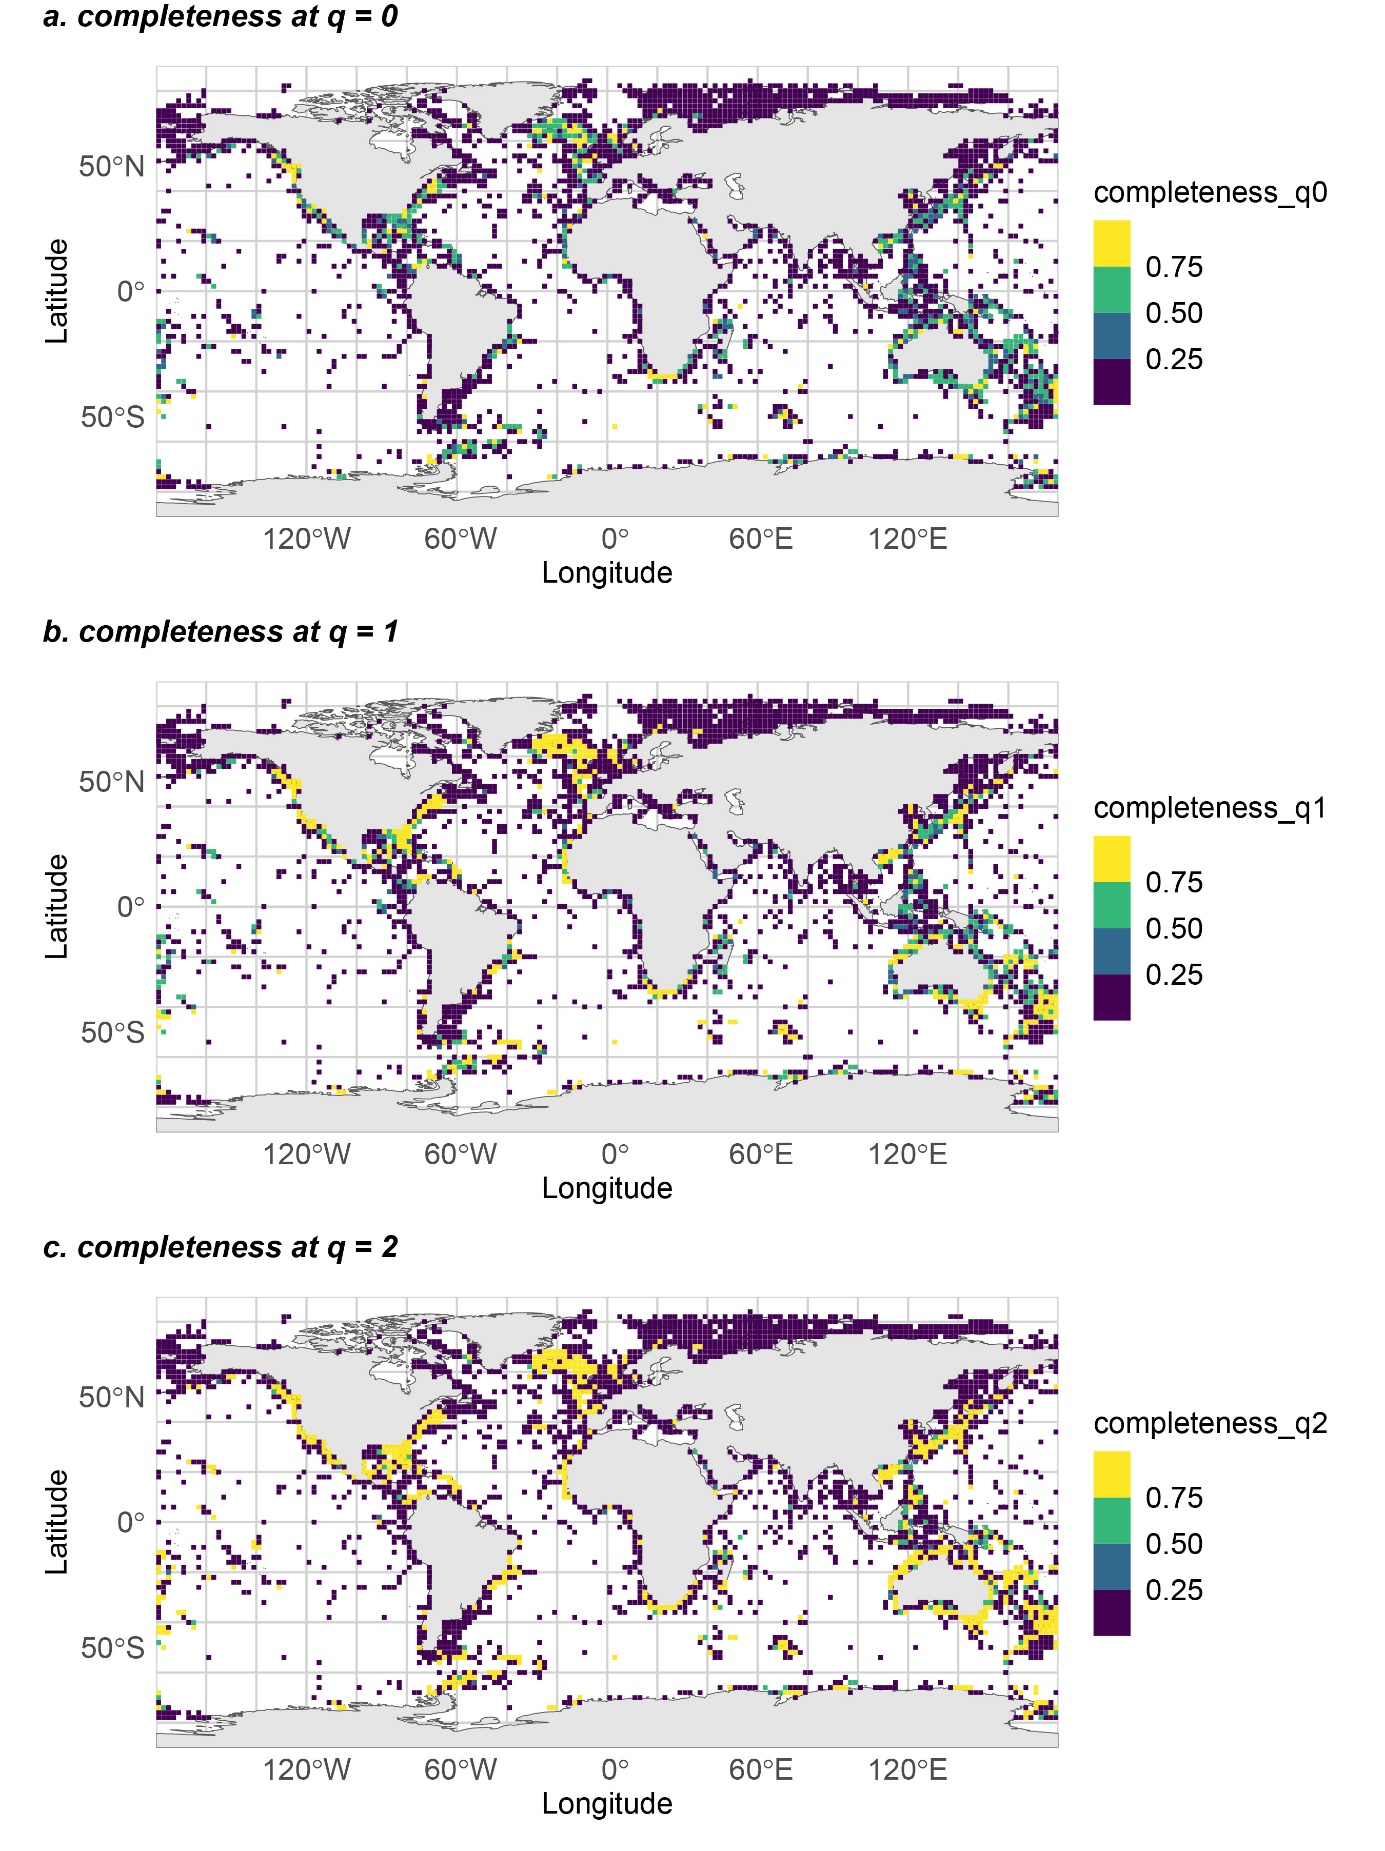 a. completeness at q = 0
50°N
0°
50°S
Latitude
120°W 60°W 0° 60°E 120°E
Longitude
completeness_q0
0.75
0.50
0.25
b. completeness at q = 1
50°N
0°
50°S
Latitude
120°W 60°W 0° 60°E 120°E
Longitude
completeness_q1
0.75
0.50
0.25
c. completeness at q = 2
50°N
0°
50°S
Latitude
120°W 60°W 0° 60°E 120°E
Longitude
completeness_q2
0.75
0.50
0.25